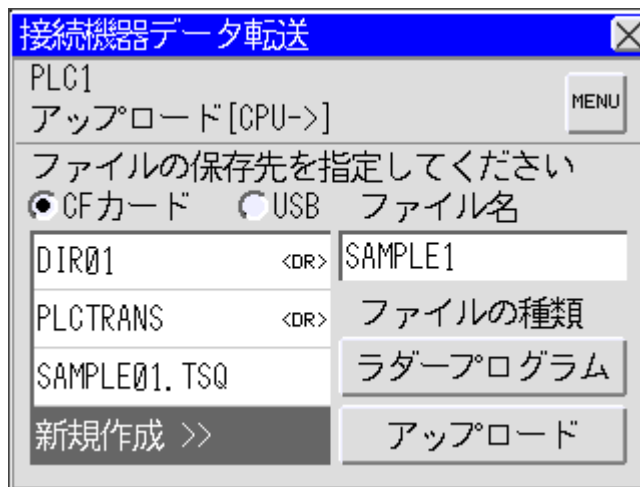 接続機器データ転送
PLC1
アップロード[CPU->]
MENU
ファイルの保存先を指定してください
CFカード USB ファイル名
DIR01 <DR> SAMPLE1
PLCTRANS <DR> ファイルの種類
SAMPLE01.TSQ ラダープログラム
新規作成 >> アップロード